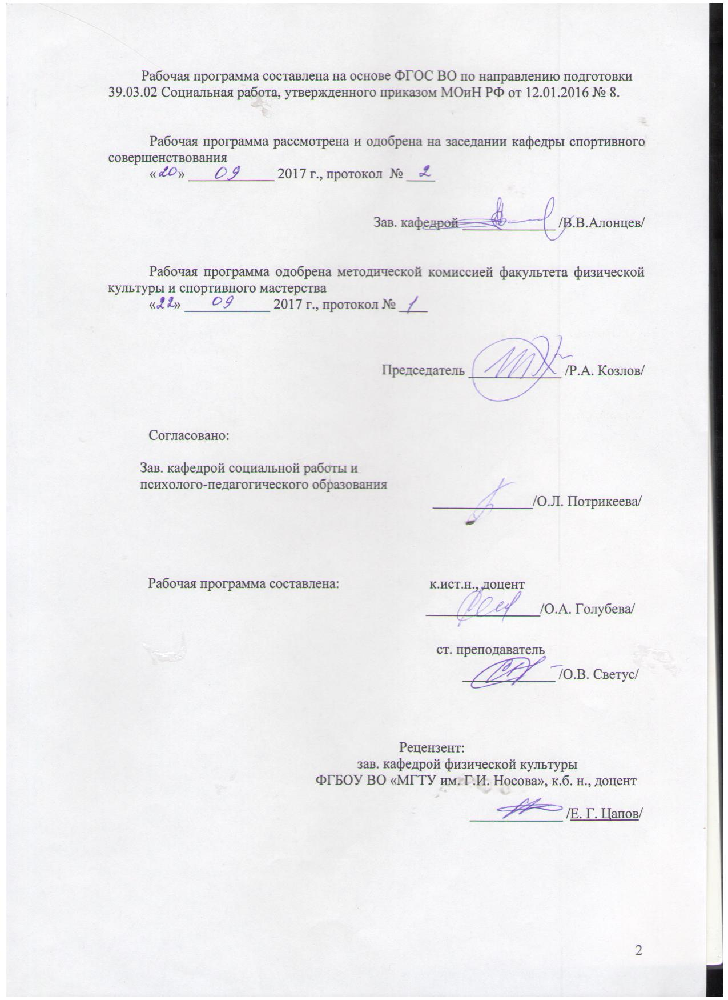 Рабочая программа составлена на основе ФГОС ВО по направлению подготовки
39.03.02 Социальная работа, утвержденного приказом МОиН РФ от 12.01.2016 № 8.
Рабочая программа рассмотрена и одобрена на заседании кафедры спортивного
совершенствования
«20» 09 2017 г., протокол № 2
Зав. кафедрой /В.В.Алонцев/
Рабочая программа одобрена методической комиссией факультета физической
культуры и спортивного мастерства
«22» 09 2017 г., протокол № 1
Председатель /Р.А. Козлов/
Согласовано:
Зав. кафедрой социальной работы и
психолого-педагогического образования
/О.Л. Потрикеева/
Рабочая программа составлена: к.ист.н., доцент
/О.А. Голубева/
ст. преподаватель
/О.В. Светус/
Рецензент:
зав. кафедрой физической культуры
ФГБОУ ВО «МГТУ им. Г.И. Носова», к.б. н., доцент
/Е. Г. Цапов/
2